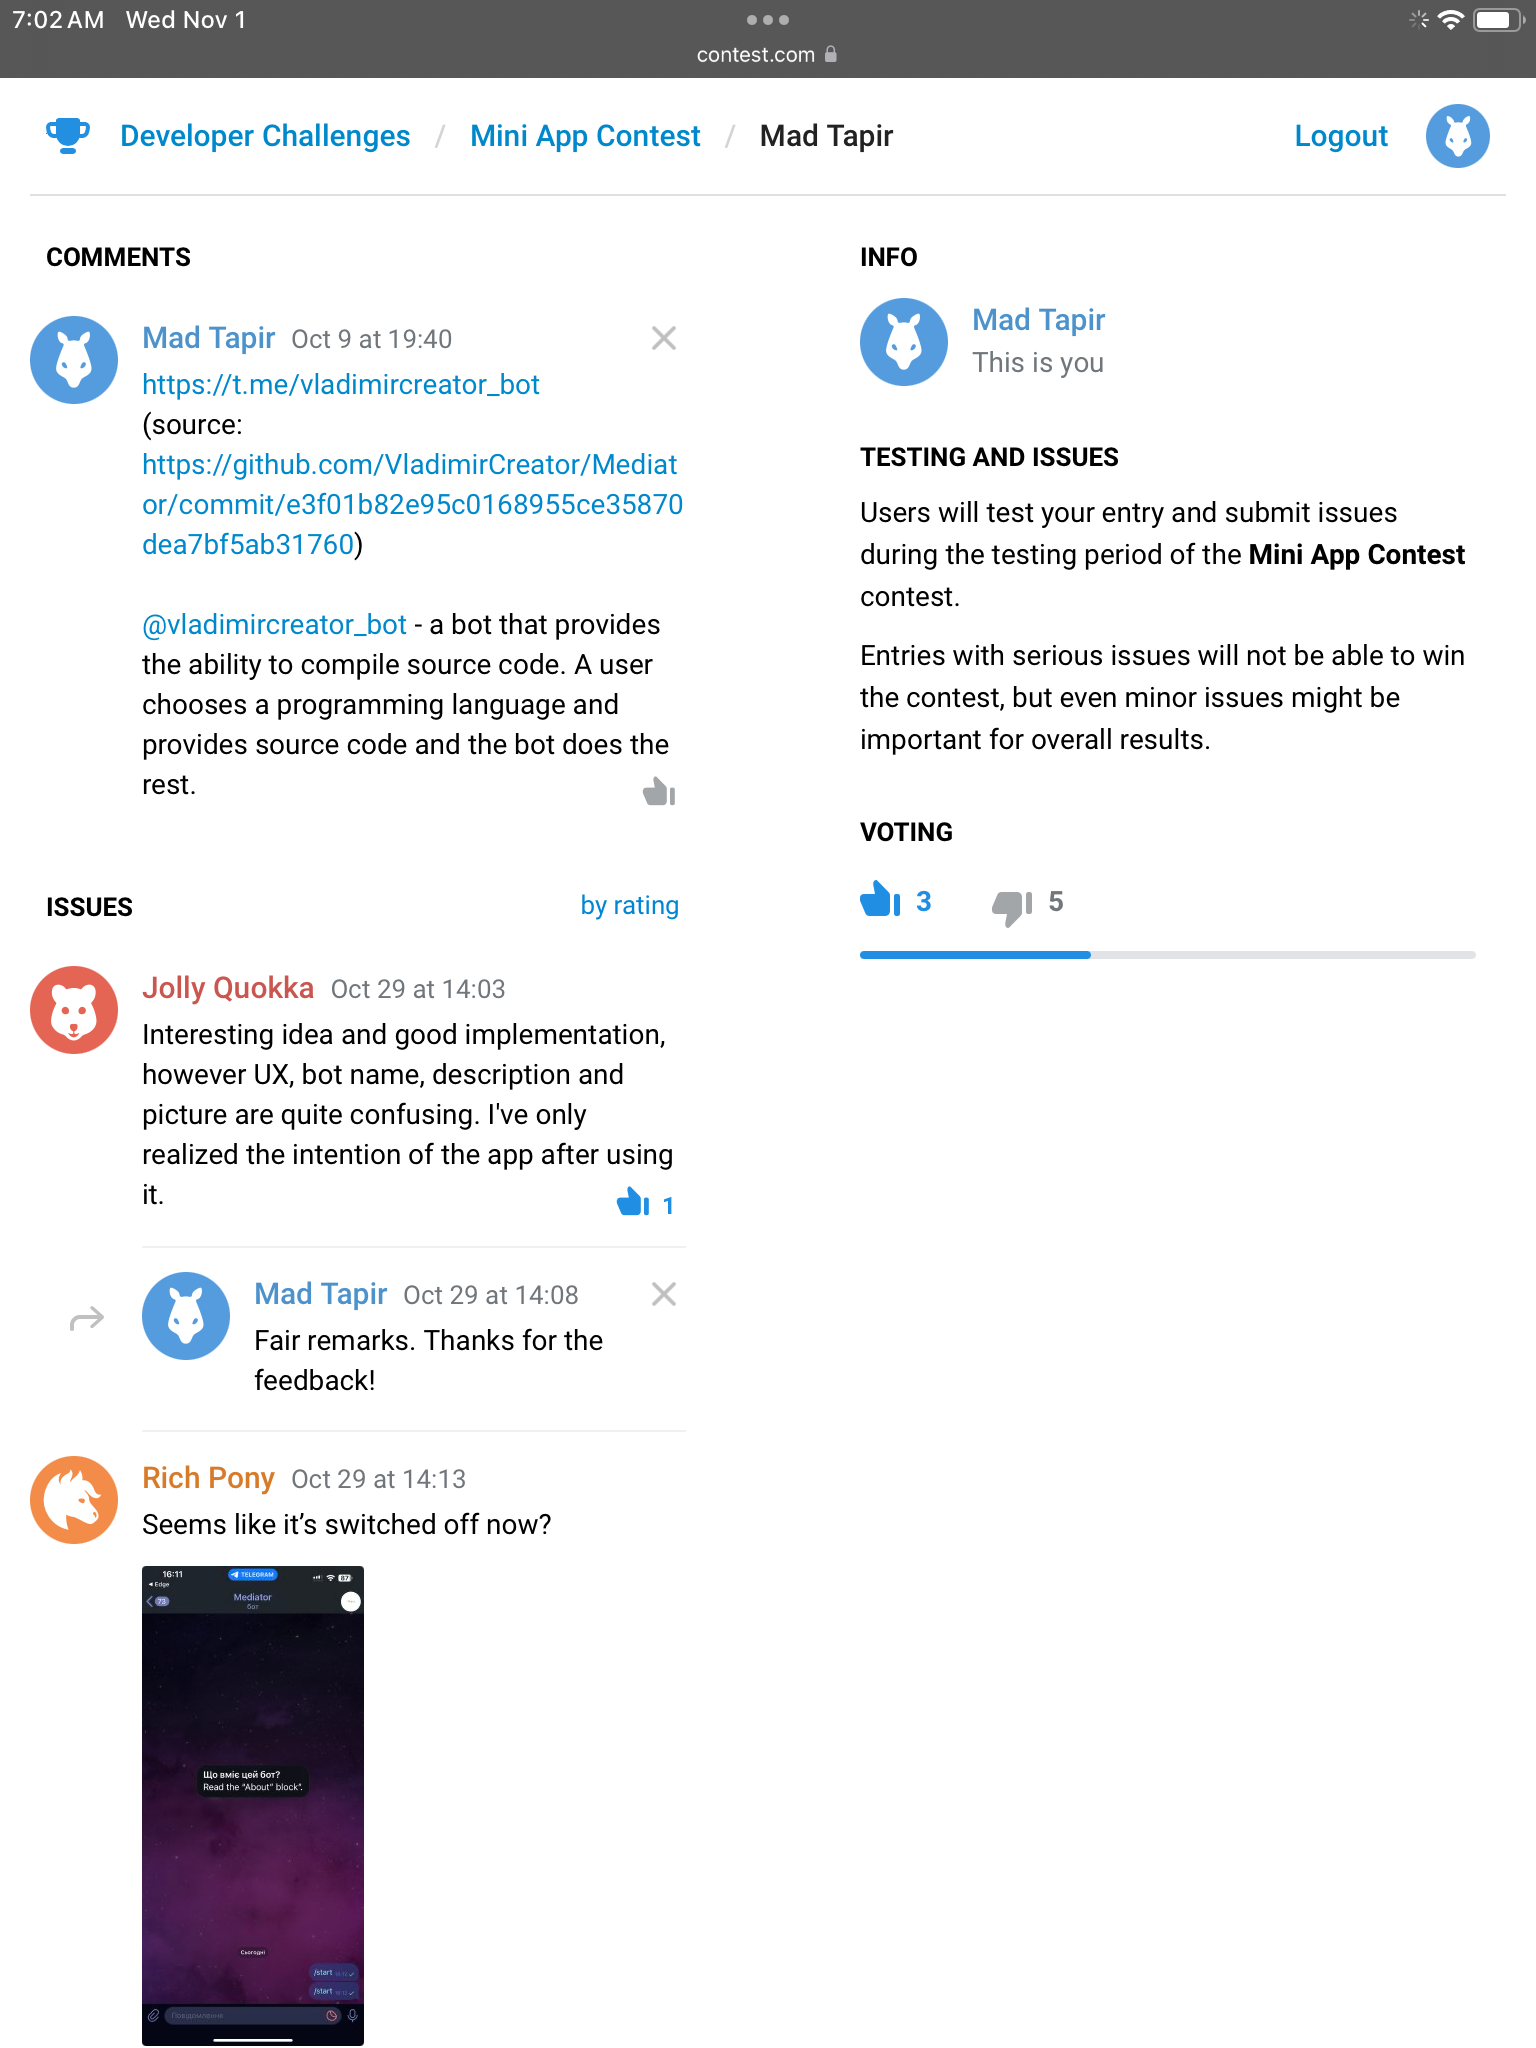 7:02 AM Wed Nov 1
contest.com
Developer Challenges / Mini App Contest / Mad Tapir
Logout
COMMENTS
Mad Tapir Oct 9 at 19:40
https://t.me/vladimircreator_bot
(source:
https://github.com/VladimirCreator/Mediat
or/commit/e3f01b82e95c0168955ce35870
dea7bf5ab31760)
@vladimircreator_bot - a bot that provides
the ability to compile source code. A user
chooses a programming language and
provides source code and the bot does the
rest.
ISSUES
by rating
Jolly Quokka Oct 29 at 14:03
Interesting idea and good implementation,
however UX, bot name, description and
picture are quite confusing. I've only
realized the intention of the app after using
it.
1
Mad Tapir Oct 29 at 14:08
Fair remarks. Thanks for the
feedback!
Rich Pony Oct 29 at 14:13
Seems like it’s switched off now?
16:11
TELEGRAM
87
Edge
73
Mediator
бот
Що вміє цей бот?
Read the "About" block".
Сьогодні
/start
/start
Повідомлення
INFO
Mad Tapir
This is you
TESTING AND ISSUES
Users will test your entry and submit issues
during the testing period of the Mini App Contest
contest.
Entries with serious issues will not be able to win
the contest, but even minor issues might be
important for overall results.
VOTING
3
5